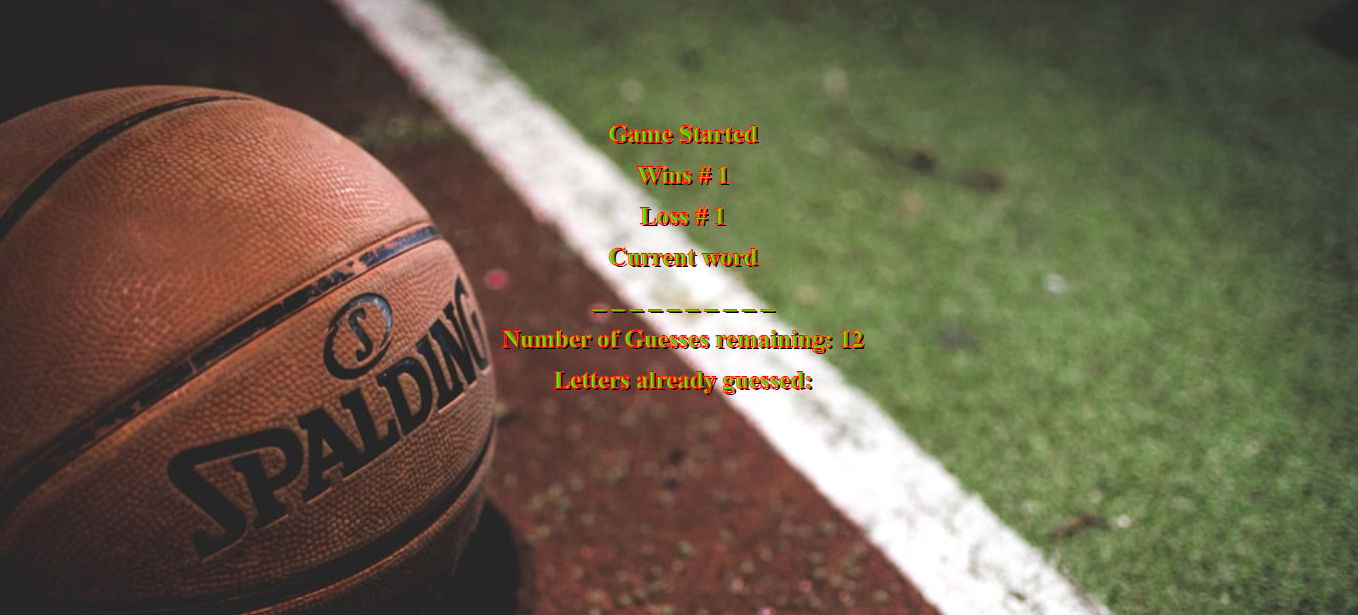 Game Started
Wins # 1
Loss # 1
Current word
_ _ _ _ _ _ _ _ _ _
Number of Guesses remaining: 12
Letters already guessed:
S
SPALDING